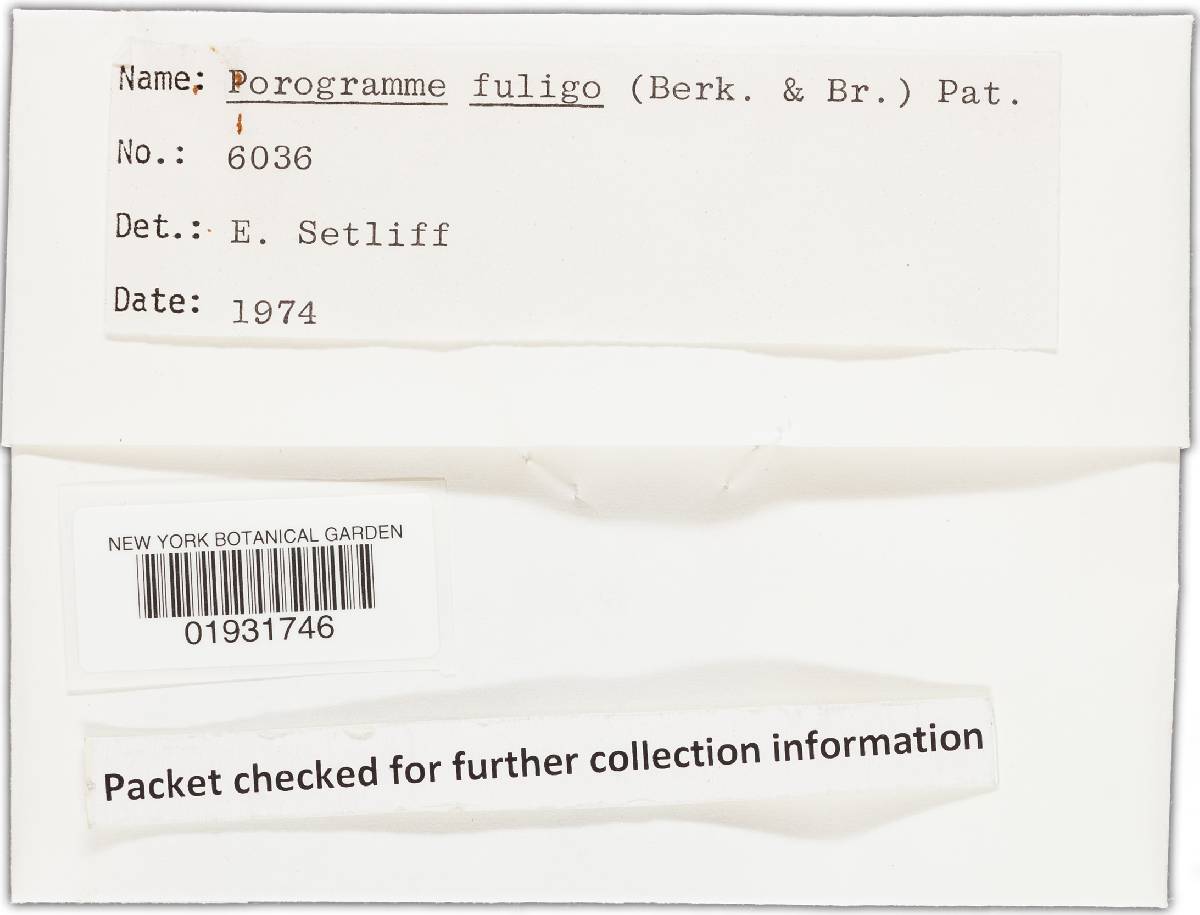 Name: Porogramme fuligo (Berk. & Br.) Pat.
No.: 6036
Det.: E. Setliff
Date: 1974
NEW YORK BOTANICAL GARDEN
01931746
Packet checked for further collection information